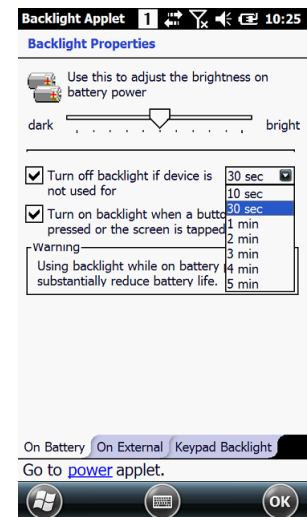 Backlight Applet 1 10:25
Backlight Properties
Use this to adjust the brightness on
battery power
dark bright
Turn off backlight if device is 30 sec
not used for
10 sec
30 sec
1 min
2 min
3 min
4 min
5 min
Turn on backlight when a butto
pressed or the screen is tapped
Warning
Using backlight while on battery
substantially reduce battery life.
On Battery On External Keypad Backlight
Go to power applet.
OK